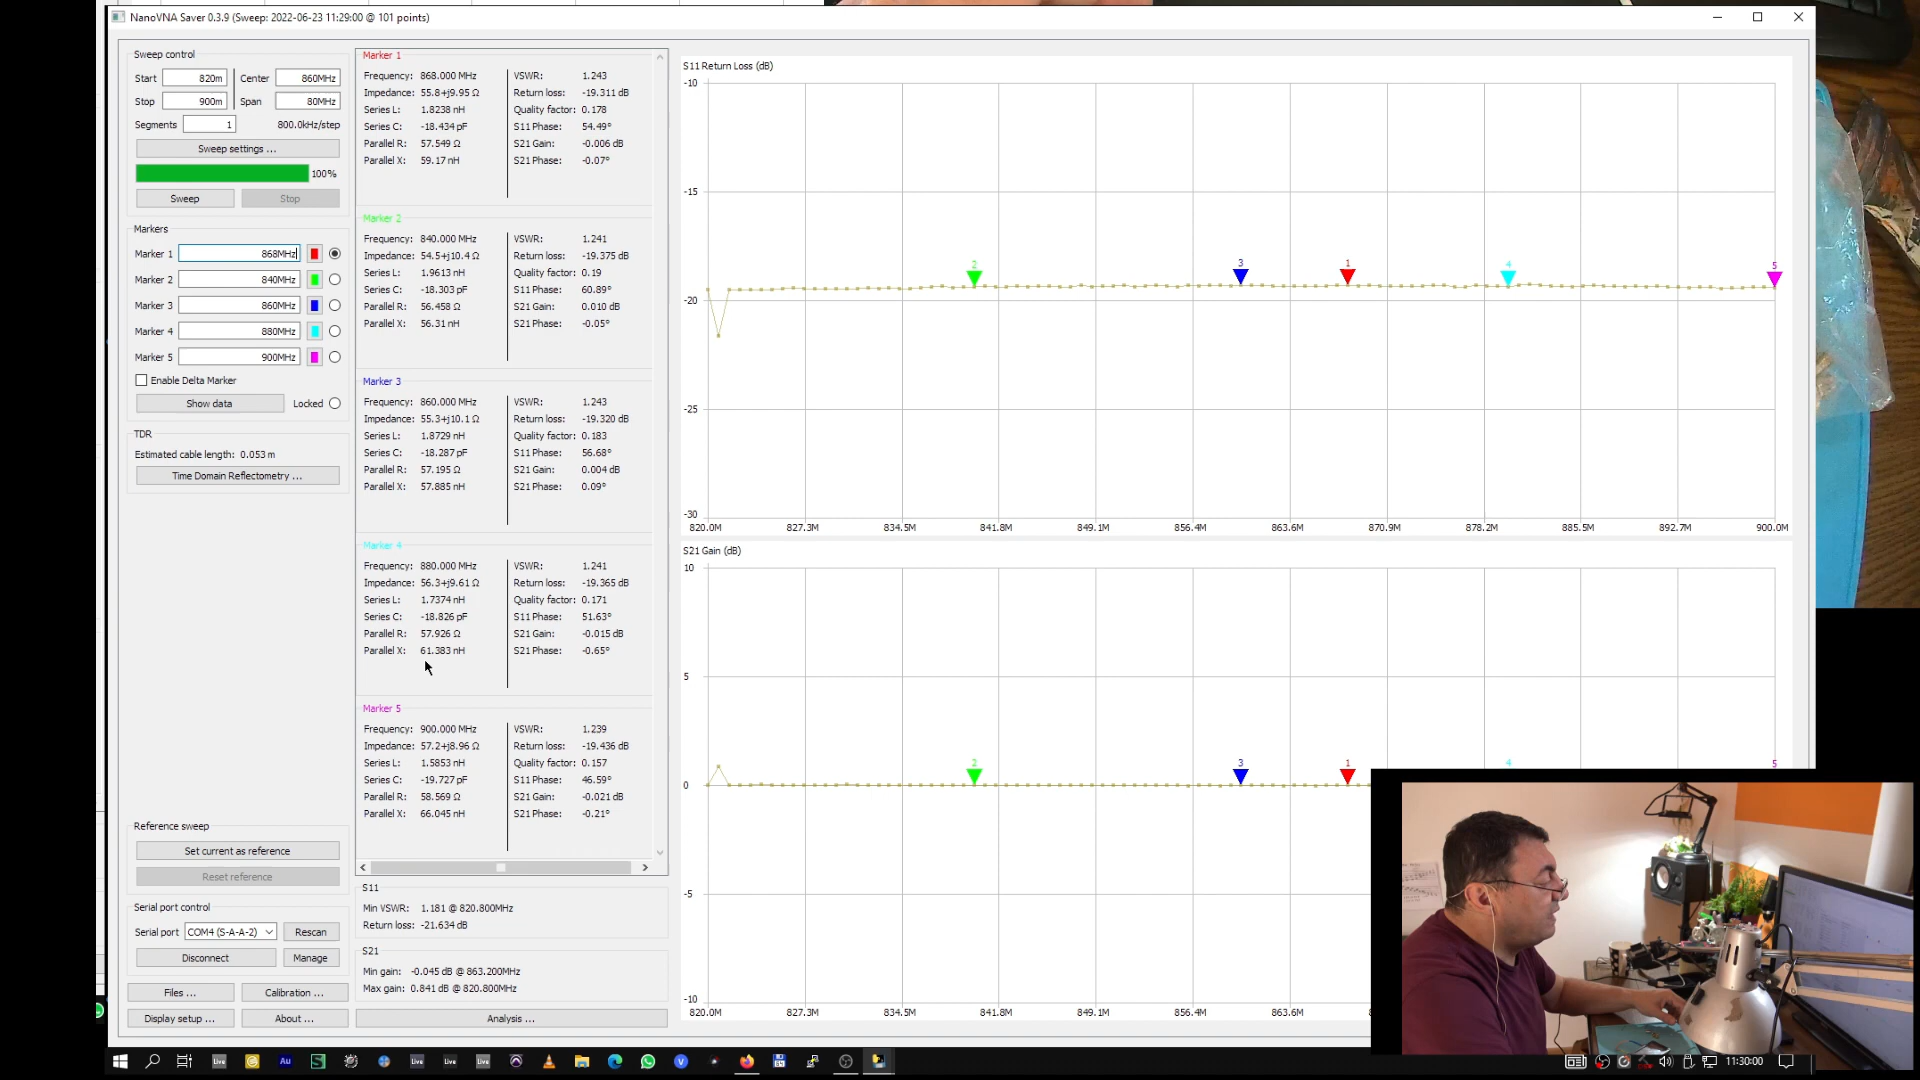 NanoVNA Saver 0.3.9 (Sweep: 2022-06-23 11:29:00 @ 101 points)
Sweep control
Start 820m Center 860MHz
Stop 900m Span 80MHz
Segments 1 800.0kHz/step
Sweep settings ...
100%
Sweep Stop
Markers
Marker 1 868MHz
Marker 2 840MHz
Marker 3 860MHz
Marker 4 880MHz
Marker 5 900MHz
Enable Delta Marker
Show data Locked
TDR
Estimated cable length: 0.053 m
Time Domain Reflectometry ...
Reference sweep
Set current as reference
Reset reference
Serial port control
Serial port COM4 (S-A-A-2) Rescan
Disconnect Manage
Files ... Calibration ...
Display setup ... About ...
Marker 1
Frequency: 868.000 MHz VSWR: 1.243
Impedance: 55.8+j9.95 Ω Return loss: -19.311 dB
Series L: 1.8238 nH Quality factor: 0.178
Series C: -18.434 pF S11 Phase: 54.49°
Parallel R: 57.549 Ω S21 Gain: -0.006 dB
Parallel X: 59.17 nH S21 Phase: -0.07°
Marker 2
Frequency: 840.000 MHz VSWR: 1.241
Impedance: 54.5+j10.4 Ω Return loss: -19.375 dB
Series L: 1.9613 nH Quality factor: 0.19
Series C: -18.303 pF S11 Phase: 60.89°
Parallel R: 56.458 Ω S21 Gain: 0.010 dB
Parallel X: 56.31 nH S21 Phase: -0.05°
Marker 3
Frequency: 860.000 MHz VSWR: 1.243
Impedance: 55.3+j10.1 Ω Return loss: -19.320 dB
Series L: 1.8729 nH Quality factor: 0.183
Series C: -18.287 pF S11 Phase: 56.68°
Parallel R: 57.195 Ω S21 Gain: 0.004 dB
Parallel X: 57.885 nH S21 Phase: 0.09°
Marker 4
Frequency: 880.000 MHz VSWR: 1.241
Impedance: 56.3+j9.61 Ω Return loss: -19.365 dB
Series L: 1.7374 nH Quality factor: 0.171
Series C: -18.826 pF S11 Phase: 51.63°
Parallel R: 57.926 Ω S21 Gain: -0.015 dB
Parallel X: 61.383 nH S21 Phase: -0.65°
Marker 5
Frequency: 900.000 MHz VSWR: 1.239
Impedance: 57.2+j8.96 Ω Return loss: -19.436 dB
Series L: 1.5853 nH Quality factor: 0.157
Series C: -19.727 pF S11 Phase: 46.59°
Parallel R: 58.569 Ω S21 Gain: -0.021 dB
Parallel X: 66.045 nH S21 Phase: -0.21°
S11
Min VSWR: 1.181 @ 820.800MHz
Return loss: -21.634 dB
S21
Min gain: -0.045 dB @ 863.200MHz
Max gain: 0.841 dB @ 820.800MHz
Analysis ...
S11 Return Loss (dB)
-10
-15
2 3 1 4 5
-20
-25
-30
820.0M 827.3M 834.5M 841.8M 849.1M 856.4M 863.6M 870.9M 878.2M 885.5M 892.7M 900.0M
S21 Gain (dB)
10
5
2 3 1 4 5
0
-5
-10
820.0M 827.3M 834.5M 841.8M 849.1M 856.4M 863.6M
Live Au Live Live Live
11:30:00